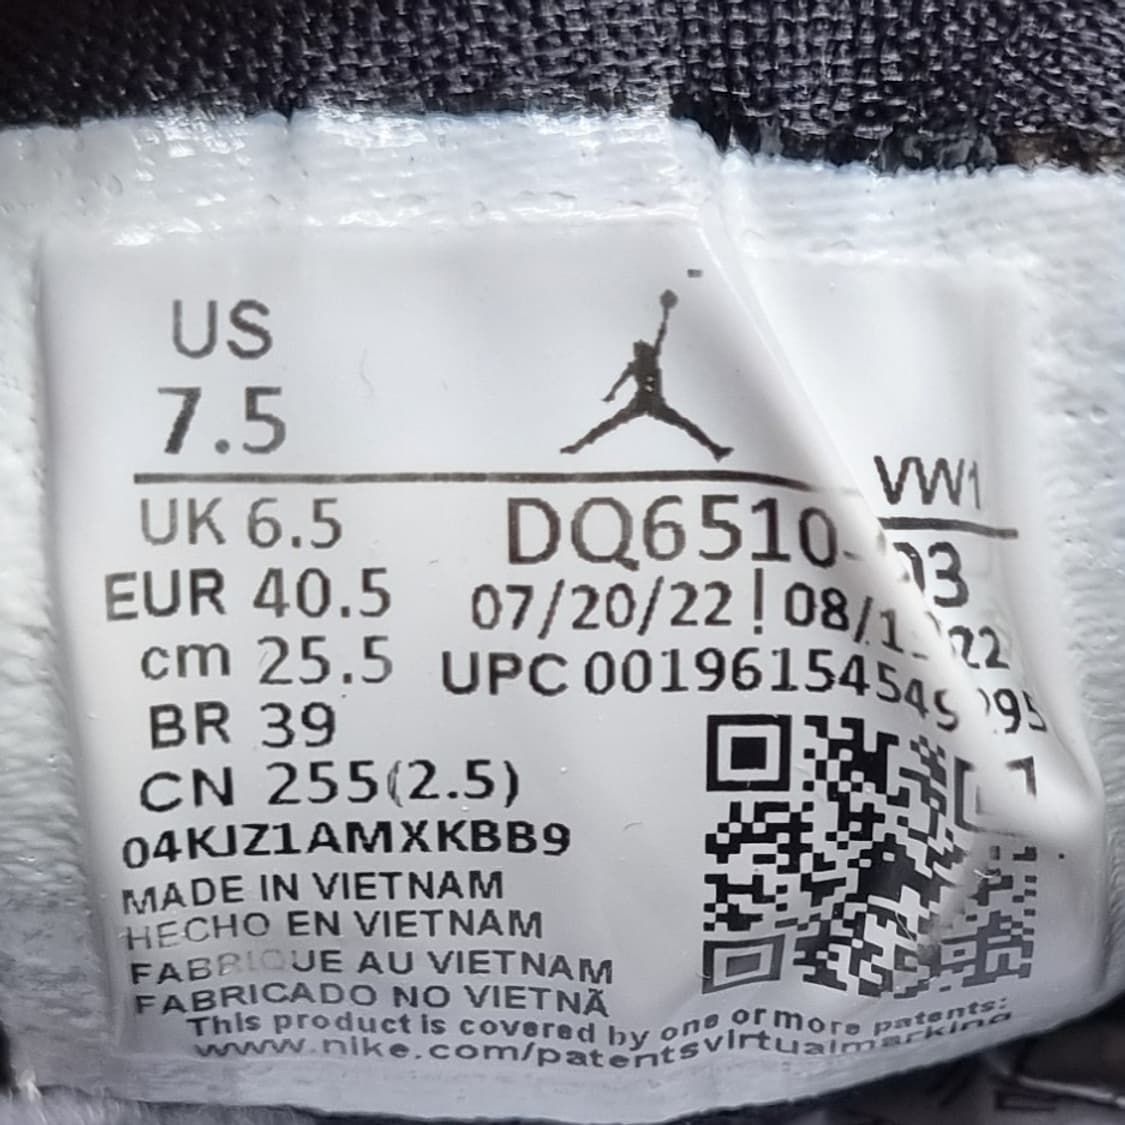 US
7.5
VW1
UK 6.5
EUR 40.5
cm 25.5
BR 39
CN 255(2.5)
DQ6510-
07/20/22
04KJZ1AMXKBB9
MADE IN VIETNAM
HECHO EN VIETNAM
FABRIQUE AU VIETNAM
FABRICADO NO VIETNÃ
This product is covered by one or more patents:
www.nike.com/patentsvirtualmarking